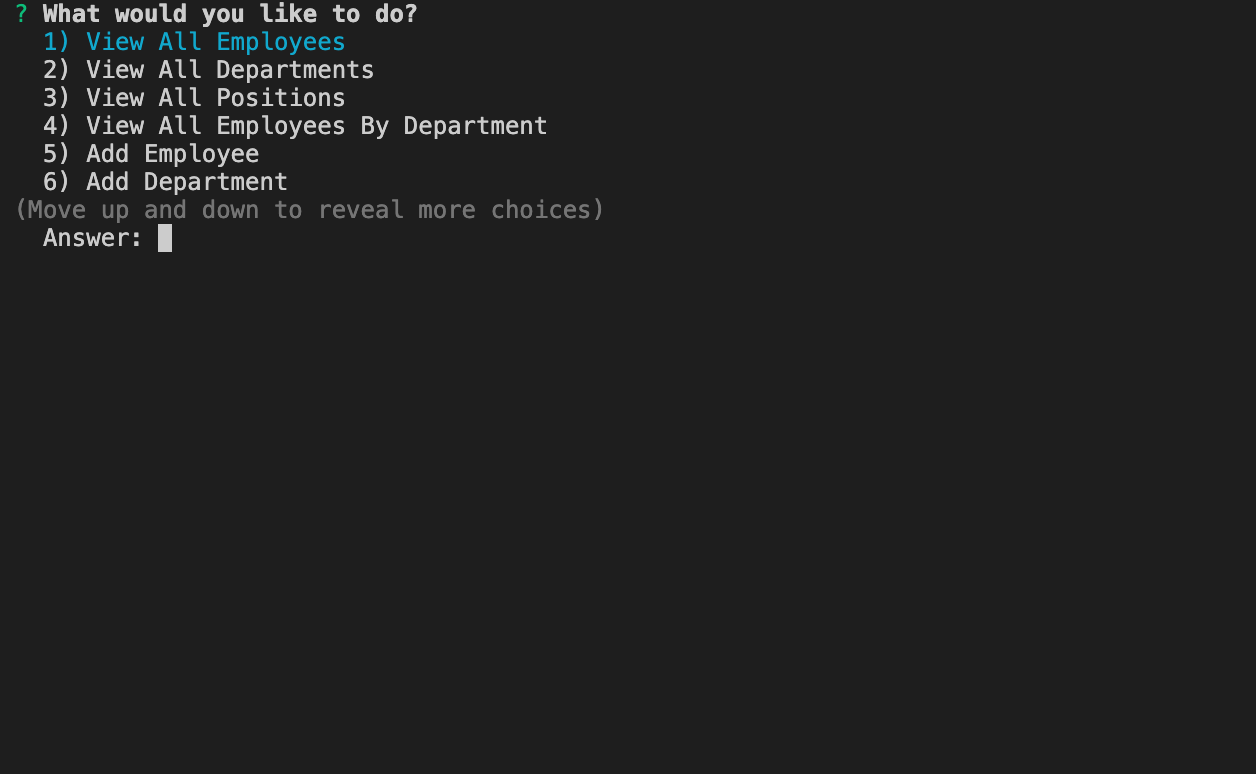 ? What would you like to do?
1) View All Employees
2) View All Departments
3) View All Positions
4) View All Employees By Department
5) Add Employee
6) Add Department
(Move up and down to reveal more choices)
Answer: